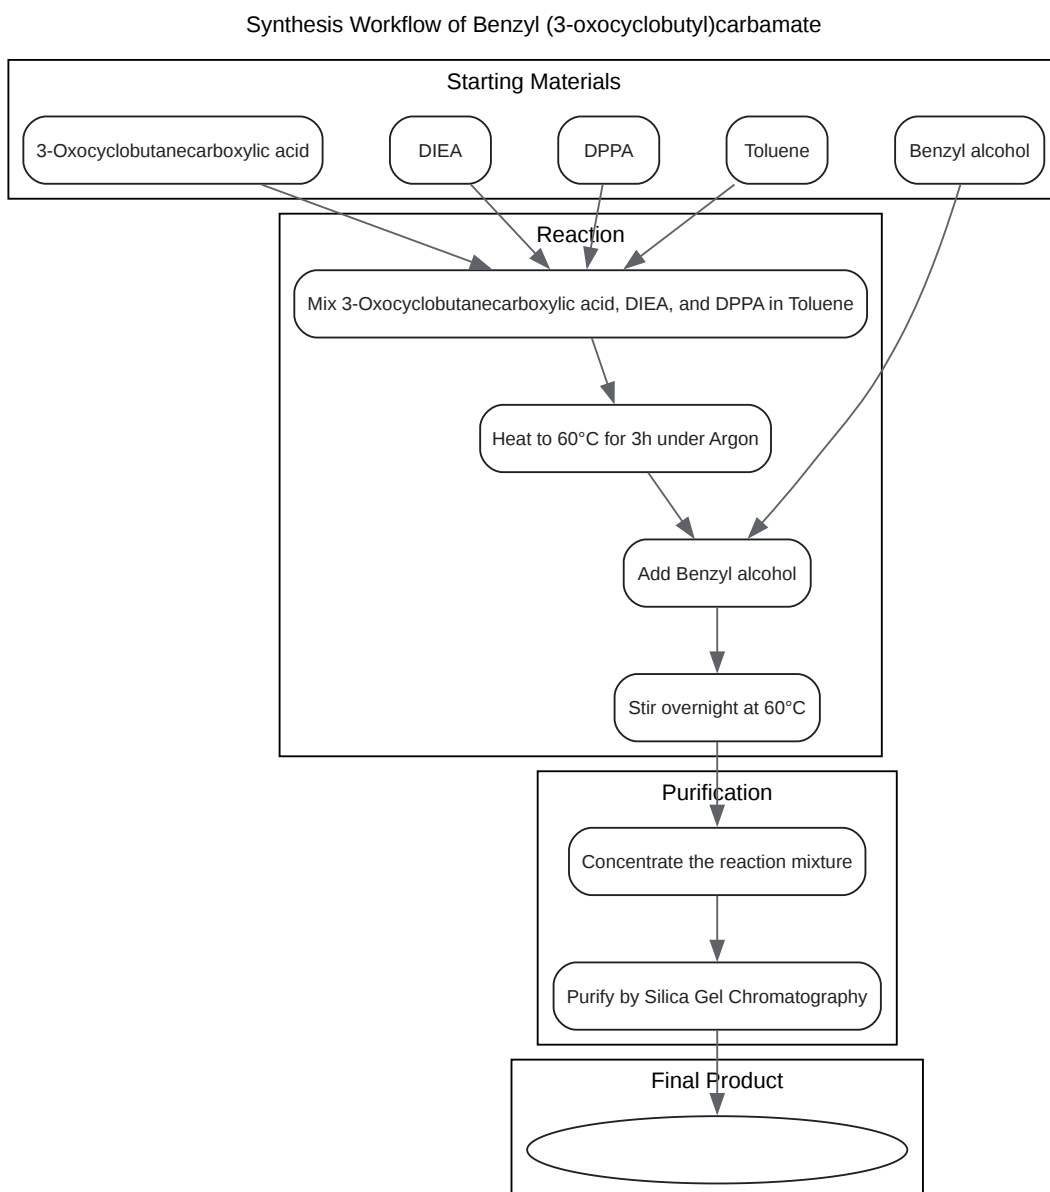 Synthesis Workflow of Benzyl (3-oxocyclobutyl)carbamate
Starting Materials
3-Oxocyclobutanecarboxylic acid
DIEA
DPPA
Toluene
Benzyl alcohol
Reaction
Mix 3-Oxocyclobutanecarboxylic acid, DIEA, and DPPA in Toluene
Heat to 60°C for 3h under Argon
Add Benzyl alcohol
Stir overnight at 60°C
Purification
Concentrate the reaction mixture
Purify by Silica Gel Chromatography
Final Product